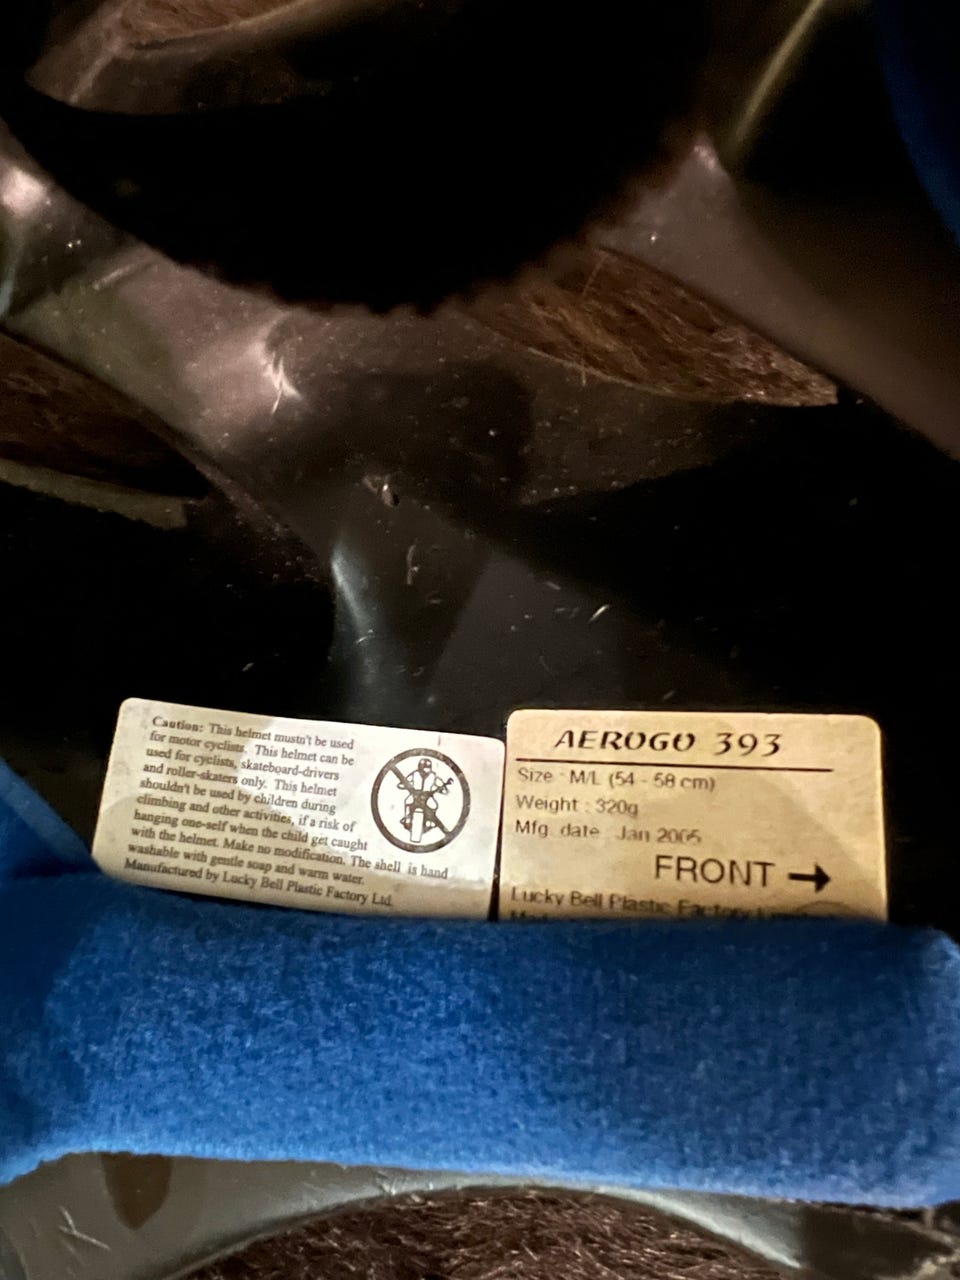 Caution: This helmet mustn't be used
for motor cyclists. This helmet can be
used for cyclists, skateboard-drivers
and roller-skaters only. This helmet
shouldn't be used by children during
climbing and other activities, if a risk of
hanging one-self when the child get caught
with the helmet. Make no modification. The shell is hand
washable with gentle soap and warm water.
Manufactured by Lucky Bell Plastic Factory Ltd.
AEROGO 393
Size : M/L (54 - 58 cm)
Weight : 320g
Mfg. date Jan 2005
FRONT →
Lucky Bell Plastic Factory